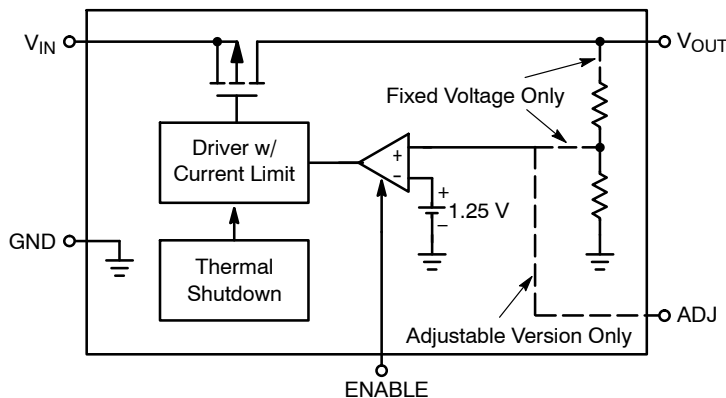 VIN
VOUT
Fixed Voltage Only
Driver w/
Current Limit
+
-
+
1.25 V
−
GND
Thermal
Shutdown
ADJ
Adjustable Version Only
ENABLE